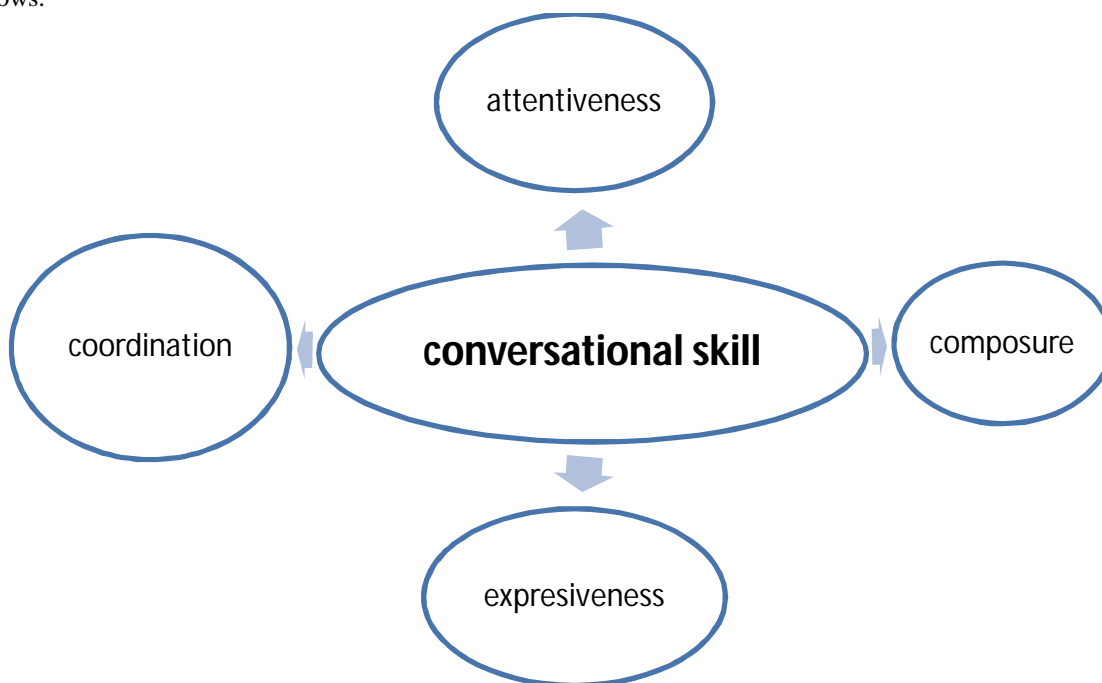 ows.
attentiveness
coordination
conversational skill
composure
expresiveness